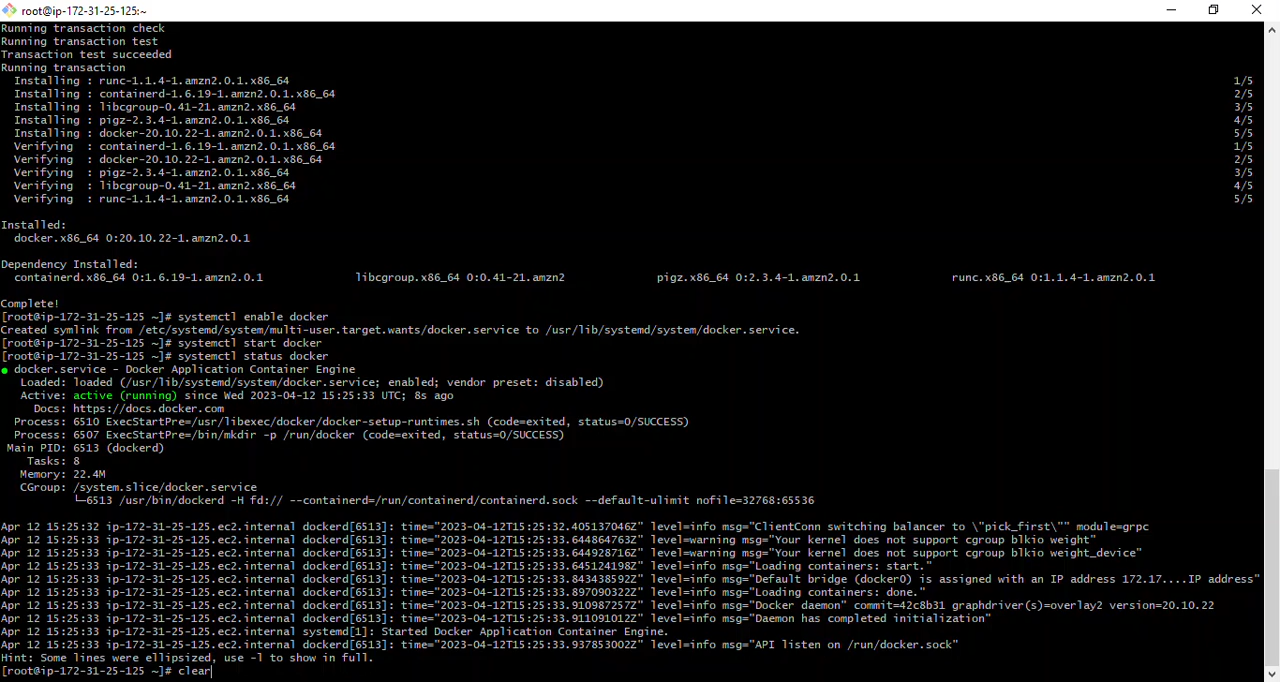 root@ip-172-31-25-125:~
Running transaction check
Running transaction test
Transaction test succeeded
Running transaction
  Installing : runc-1.1.4-1.amzn2.0.1.x86_64 1/5
  Installing : containerd-1.6.19-1.amzn2.0.1.x86_64 2/5
  Installing : libcgroup-0.41-21.amzn2.x86_64 3/5
  Installing : pigz-2.3.4-1.amzn2.0.1.x86_64 4/5
  Installing : docker-20.10.22-1.amzn2.0.1.x86_64 5/5
  Verifying  : containerd-1.6.19-1.amzn2.0.1.x86_64 1/5
  Verifying  : docker-20.10.22-1.amzn2.0.1.x86_64 2/5
  Verifying  : pigz-2.3.4-1.amzn2.0.1.x86_64 3/5
  Verifying  : libcgroup-0.41-21.amzn2.x86_64 4/5
  Verifying  : runc-1.1.4-1.amzn2.0.1.x86_64 5/5
Installed:
  docker.x86_64 0:20.10.22-1.amzn2.0.1
Dependency Installed:
  containerd.x86_64 0:1.6.19-1.amzn2.0.1 libcgroup.x86_64 0:0.41-21.amzn2 pigz.x86_64 0:2.3.4-1.amzn2.0.1 runc.x86_64 0:1.1.4-1.amzn2.0.1
Complete!
[root@ip-172-31-25-125 ~]# systemctl enable docker
Created symlink from /etc/systemd/system/multi-user.target.wants/docker.service to /usr/lib/systemd/system/docker.service.
[root@ip-172-31-25-125 ~]# systemctl start docker
[root@ip-172-31-25-125 ~]# systemctl status docker
● docker.service - Docker Application Container Engine
   Loaded: loaded (/usr/lib/systemd/system/docker.service; enabled; vendor preset: disabled)
   Active: active (running) since Wed 2023-04-12 15:25:33 UTC; 8s ago
     Docs: https://docs.docker.com
  Process: 6510 ExecStartPre=/usr/libexec/docker/docker-setup-runtimes.sh (code=exited, status=0/SUCCESS)
  Process: 6507 ExecStartPre=/bin/mkdir -p /run/docker (code=exited, status=0/SUCCESS)
 Main PID: 6513 (dockerd)
    Tasks: 8
   Memory: 22.4M
   CGroup: /system.slice/docker.service
           └─6513 /usr/bin/dockerd -H fd:// --containerd=/run/containerd/containerd.sock --default-ulimit nofile=32768:65536
Apr 12 15:25:32 ip-172-31-25-125.ec2.internal dockerd[6513]: time="2023-04-12T15:25:32.405137046Z" level=info msg="ClientConn switching balancer to \"pick_first\"" module=grpc
Apr 12 15:25:33 ip-172-31-25-125.ec2.internal dockerd[6513]: time="2023-04-12T15:25:33.644864763Z" level=warning msg="Your kernel does not support cgroup blkio weight"
Apr 12 15:25:33 ip-172-31-25-125.ec2.internal dockerd[6513]: time="2023-04-12T15:25:33.644928716Z" level=warning msg="Your kernel does not support cgroup blkio weight_device"
Apr 12 15:25:33 ip-172-31-25-125.ec2.internal dockerd[6513]: time="2023-04-12T15:25:33.645124198Z" level=info msg="Loading containers: start."
Apr 12 15:25:33 ip-172-31-25-125.ec2.internal dockerd[6513]: time="2023-04-12T15:25:33.843438592Z" level=info msg="Default bridge (docker0) is assigned with an IP address 172.17....IP address"
Apr 12 15:25:33 ip-172-31-25-125.ec2.internal dockerd[6513]: time="2023-04-12T15:25:33.897090322Z" level=info msg="Loading containers: done."
Apr 12 15:25:33 ip-172-31-25-125.ec2.internal dockerd[6513]: time="2023-04-12T15:25:33.910987257Z" level=info msg="Docker daemon" commit=42c8b31 graphdriver(s)=overlay2 version=20.10.22
Apr 12 15:25:33 ip-172-31-25-125.ec2.internal dockerd[6513]: time="2023-04-12T15:25:33.911091012Z" level=info msg="Daemon has completed initialization"
Apr 12 15:25:33 ip-172-31-25-125.ec2.internal systemd[1]: Started Docker Application Container Engine.
Apr 12 15:25:33 ip-172-31-25-125.ec2.internal dockerd[6513]: time="2023-04-12T15:25:33.937853002Z" level=info msg="API listen on /run/docker.sock"
Hint: Some lines were ellipsized, use -l to show in full.
[root@ip-172-31-25-125 ~]# clear